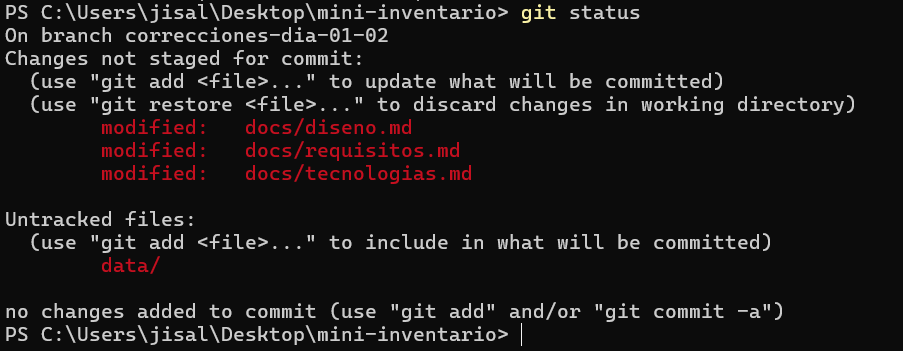 PS C:\Users\jisal\Desktop\mini-inventario> git status
On branch correcciones-dia-01-02
Changes not staged for commit:
  (use "git add <file>..." to update what will be committed)
  (use "git restore <file>..." to discard changes in working directory)
        modified:   docs/diseno.md
        modified:   docs/requisitos.md
        modified:   docs/tecnologias.md

Untracked files:
  (use "git add <file>..." to include in what will be committed)
        data/

no changes added to commit (use "git add" and/or "git commit -a")
PS C:\Users\jisal\Desktop\mini-inventario>